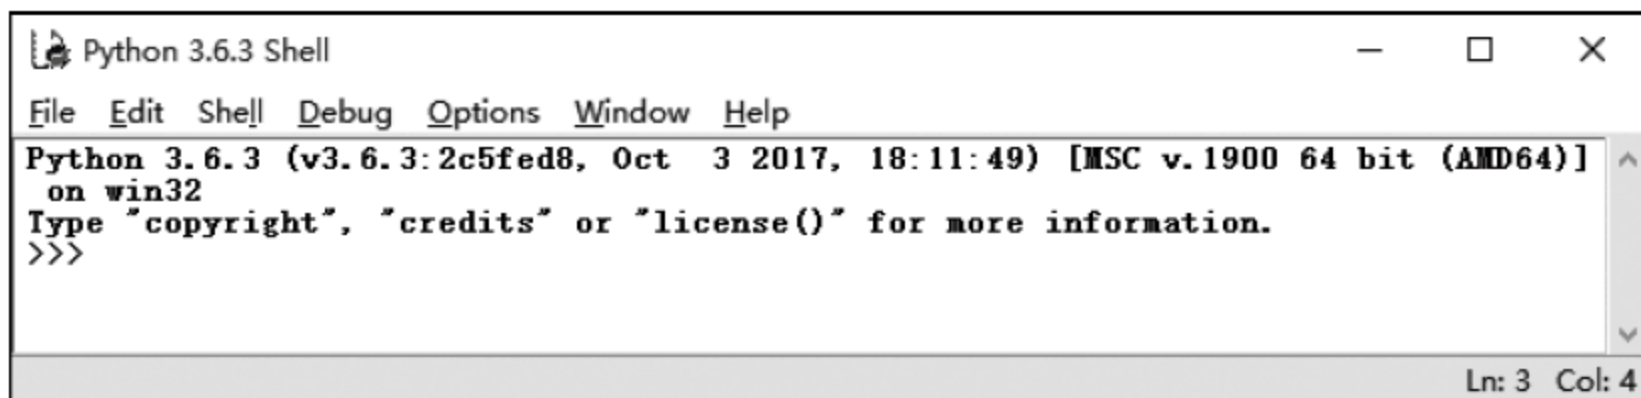 Python 3.6.3 Shell
File Edit Shell Debug Options Window Help
Python 3.6.3 (v3.6.3:2c5fed8, Oct  3 2017, 18:11:49) [MSC v.1900 64 bit (AMD64)]
on win32
Type "copyright", "credits" or "license()" for more information.
>>>
Ln: 3 Col: 4